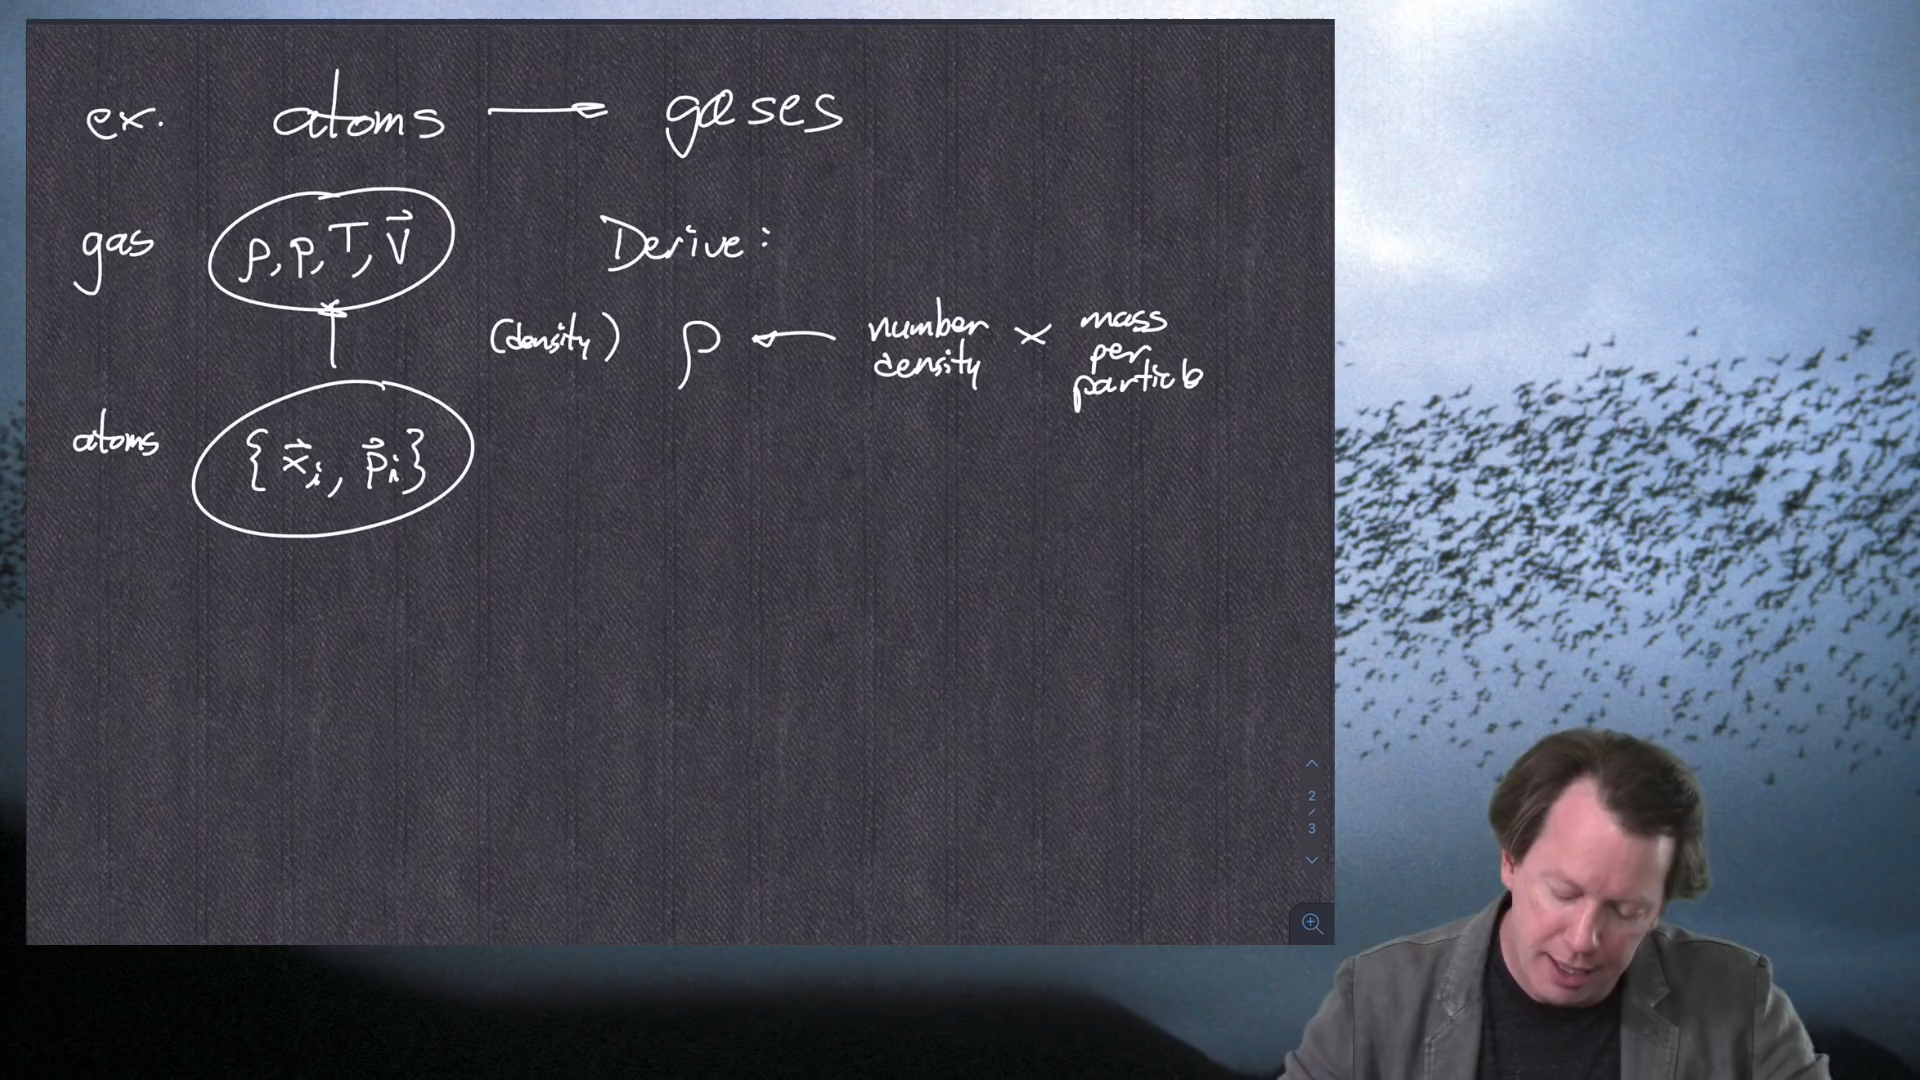 ex. atoms → gases
gas ρ, p, T, v⃗
Derive:
(density) ρ ← number density × mass per particle
atoms { x⃗ᵢ, p⃗ᵢ }
2
/
3